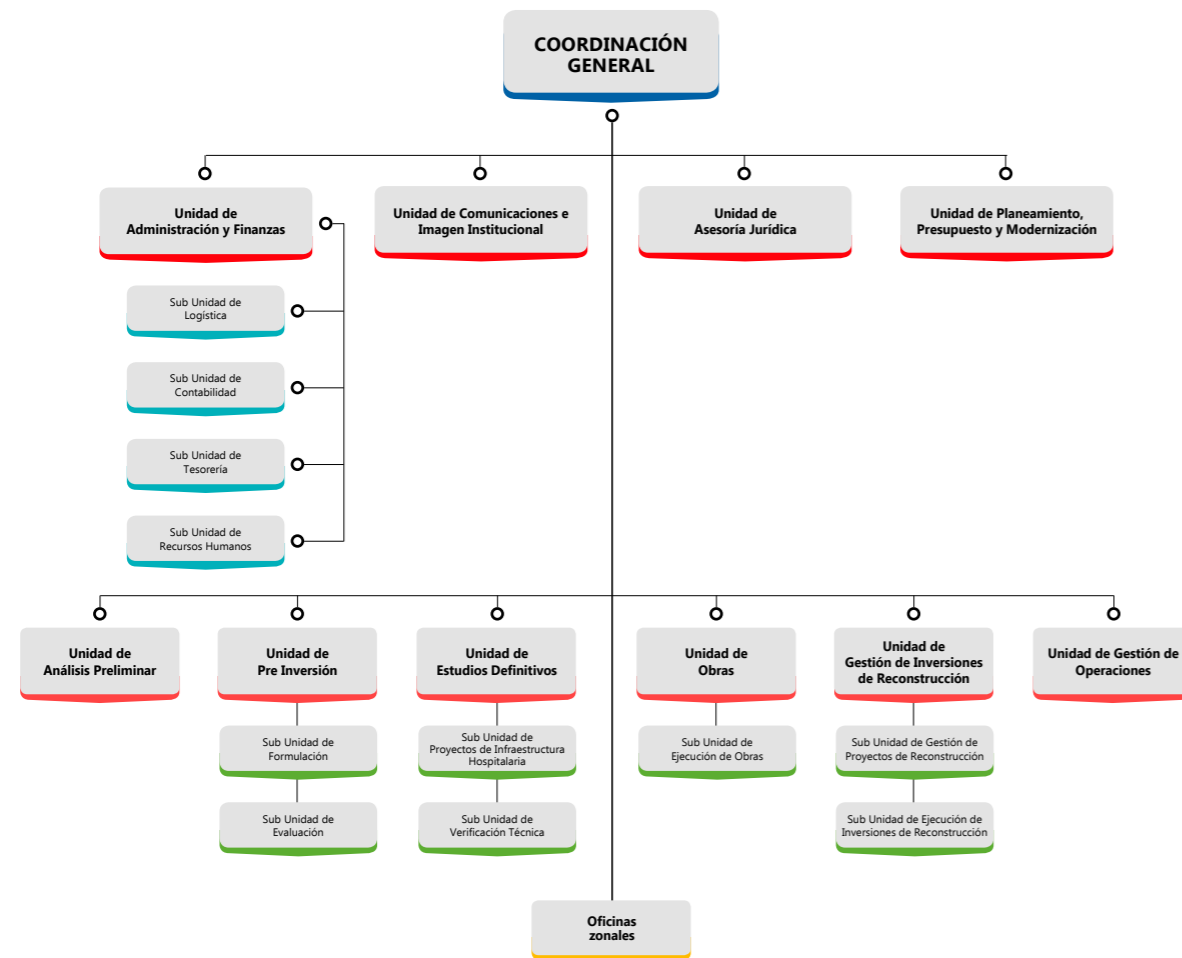 COORDINACIÓN
GENERAL
Unidad de
Administración y Finanzas
Unidad de Comunicaciones e
Imagen Institucional
Unidad de
Asesoría Jurídica
Unidad de Planeamiento,
Presupuesto y Modernización
Sub Unidad de
Logística
Sub Unidad de
Contabilidad
Sub Unidad de
Tesorería
Sub Unidad de
Recursos Humanos
Unidad de
Análisis Preliminar
Unidad de
Pre Inversión
Unidad de
Estudios Definitivos
Unidad de
Obras
Unidad de
Gestión de Inversiones
de Reconstrucción
Unidad de Gestión de
Operaciones
Sub Unidad de
Formulación
Sub Unidad de
Proyectos de Infraestructura
Hospitalaria
Sub Unidad de
Ejecución de Obras
Sub Unidad de Gestión de
Proyectos de Reconstrucción
Sub Unidad de
Evaluación
Sub Unidad de
Verificación Técnica
Sub Unidad de Ejecución de
Inversiones de Reconstrucción
Oficinas
zonales